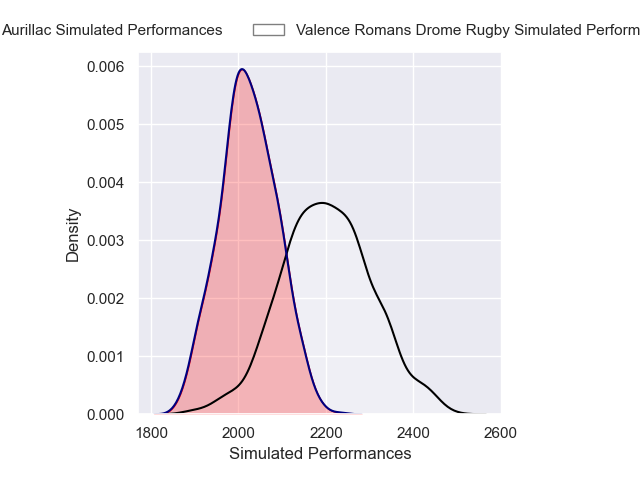 Aurillac Simulated Performances
Valence Romans Drome Rugby Simulated Perform
0.006
0.005
0.004
0.003
0.002
0.001
0.000
Density
1800 2000 2200 2400 2600
Simulated Performances